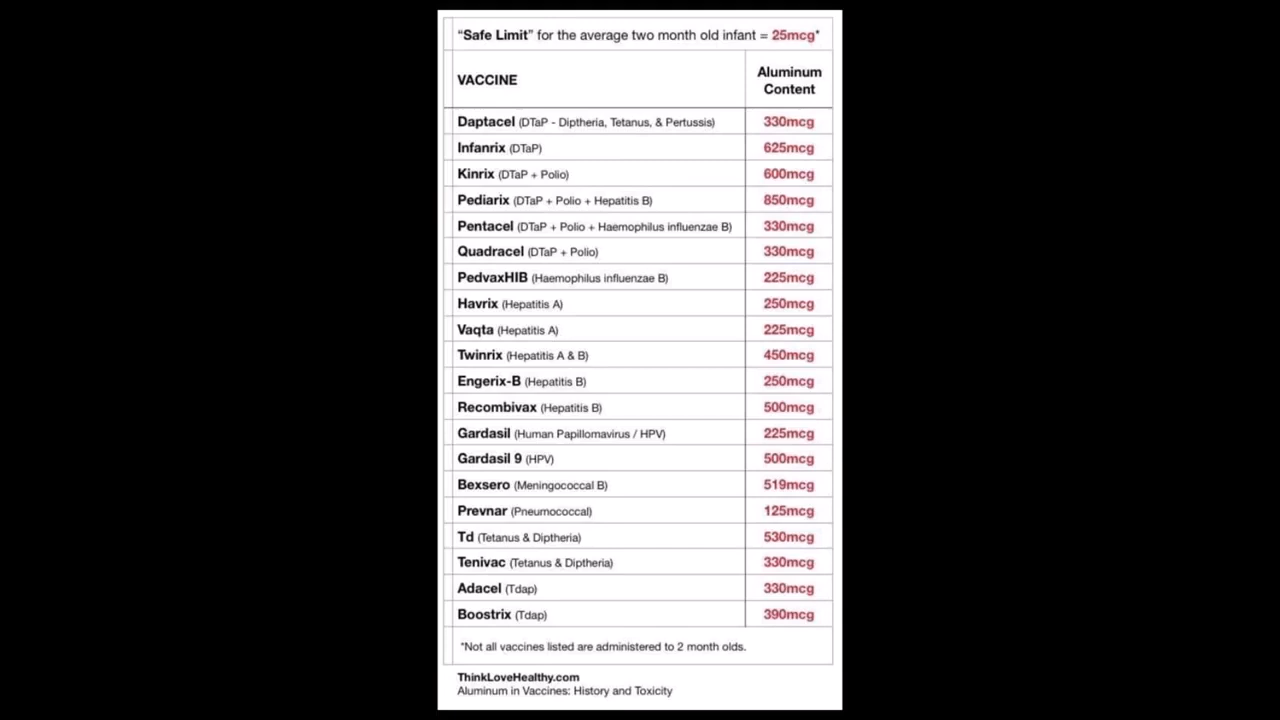 “Safe Limit” for the average two month old infant = 25mcg*
VACCINE
Aluminum
Content
Daptacel (DTaP - Diptheria, Tetanus, & Pertussis) 330mcg
Infanrix (DTaP) 625mcg
Kinrix (DTaP + Polio) 600mcg
Pediarix (DTaP + Polio + Hepatitis B) 850mcg
Pentacel (DTaP + Polio + Haemophilus influenzae B) 330mcg
Quadracel (DTaP + Polio) 330mcg
PedvaxHIB (Haemophilus influenzae B) 225mcg
Havrix (Hepatitis A) 250mcg
Vaqta (Hepatitis A) 225mcg
Twinrix (Hepatitis A & B) 450mcg
Engerix-B (Hepatitis B) 250mcg
Recombivax (Hepatitis B) 500mcg
Gardasil (Human Papillomavirus / HPV) 225mcg
Gardasil 9 (HPV) 500mcg
Bexsero (Meningococcal B) 519mcg
Prevnar (Pneumococcal) 125mcg
Td (Tetanus & Diptheria) 530mcg
Tenivac (Tetanus & Diptheria) 330mcg
Adacel (Tdap) 330mcg
Boostrix (Tdap) 390mcg
*Not all vaccines listed are administered to 2 month olds.
ThinkLoveHealthy.com
Aluminum in Vaccines: History and Toxicity